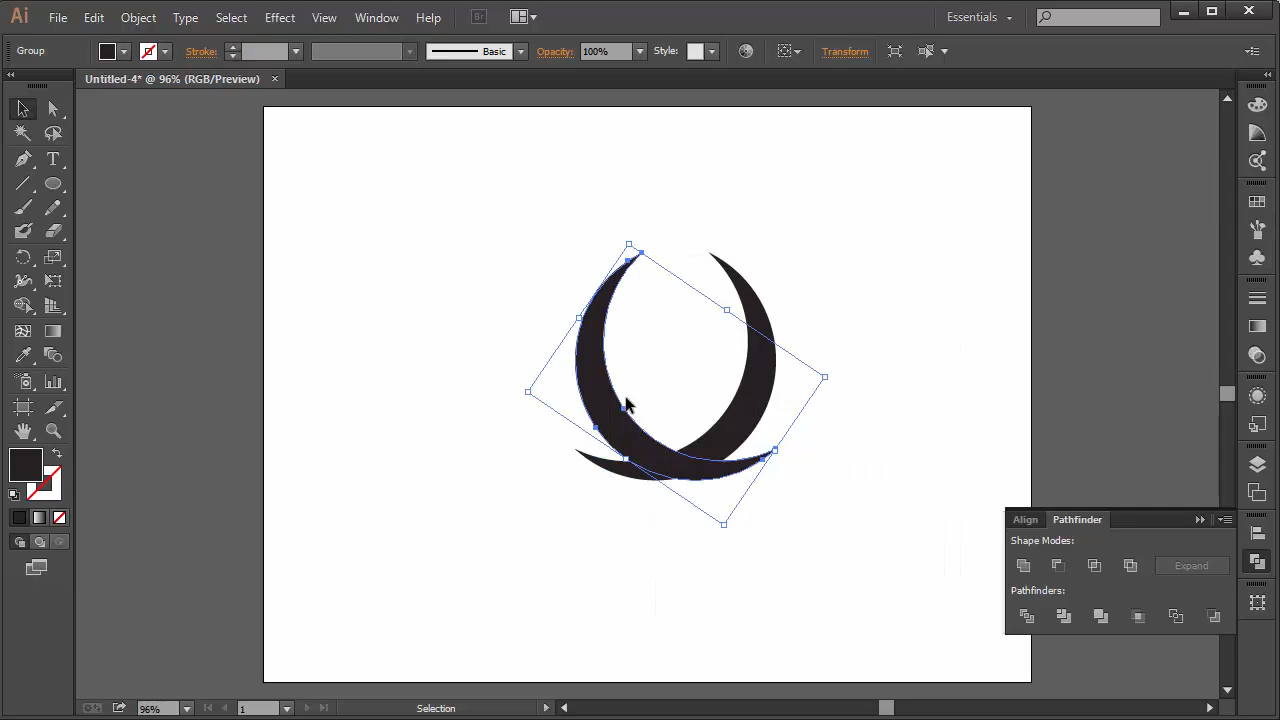 Ai File Edit Object Type Select Effect View Window Help Br Essentials
Group Stroke: Basic Opacity: 100% Style: Transform
Untitled-4* @ 96% (RGB/Preview) ×
T
Align Pathfinder
Shape Modes:
Expand
Pathfinders:
96% 1 Selection